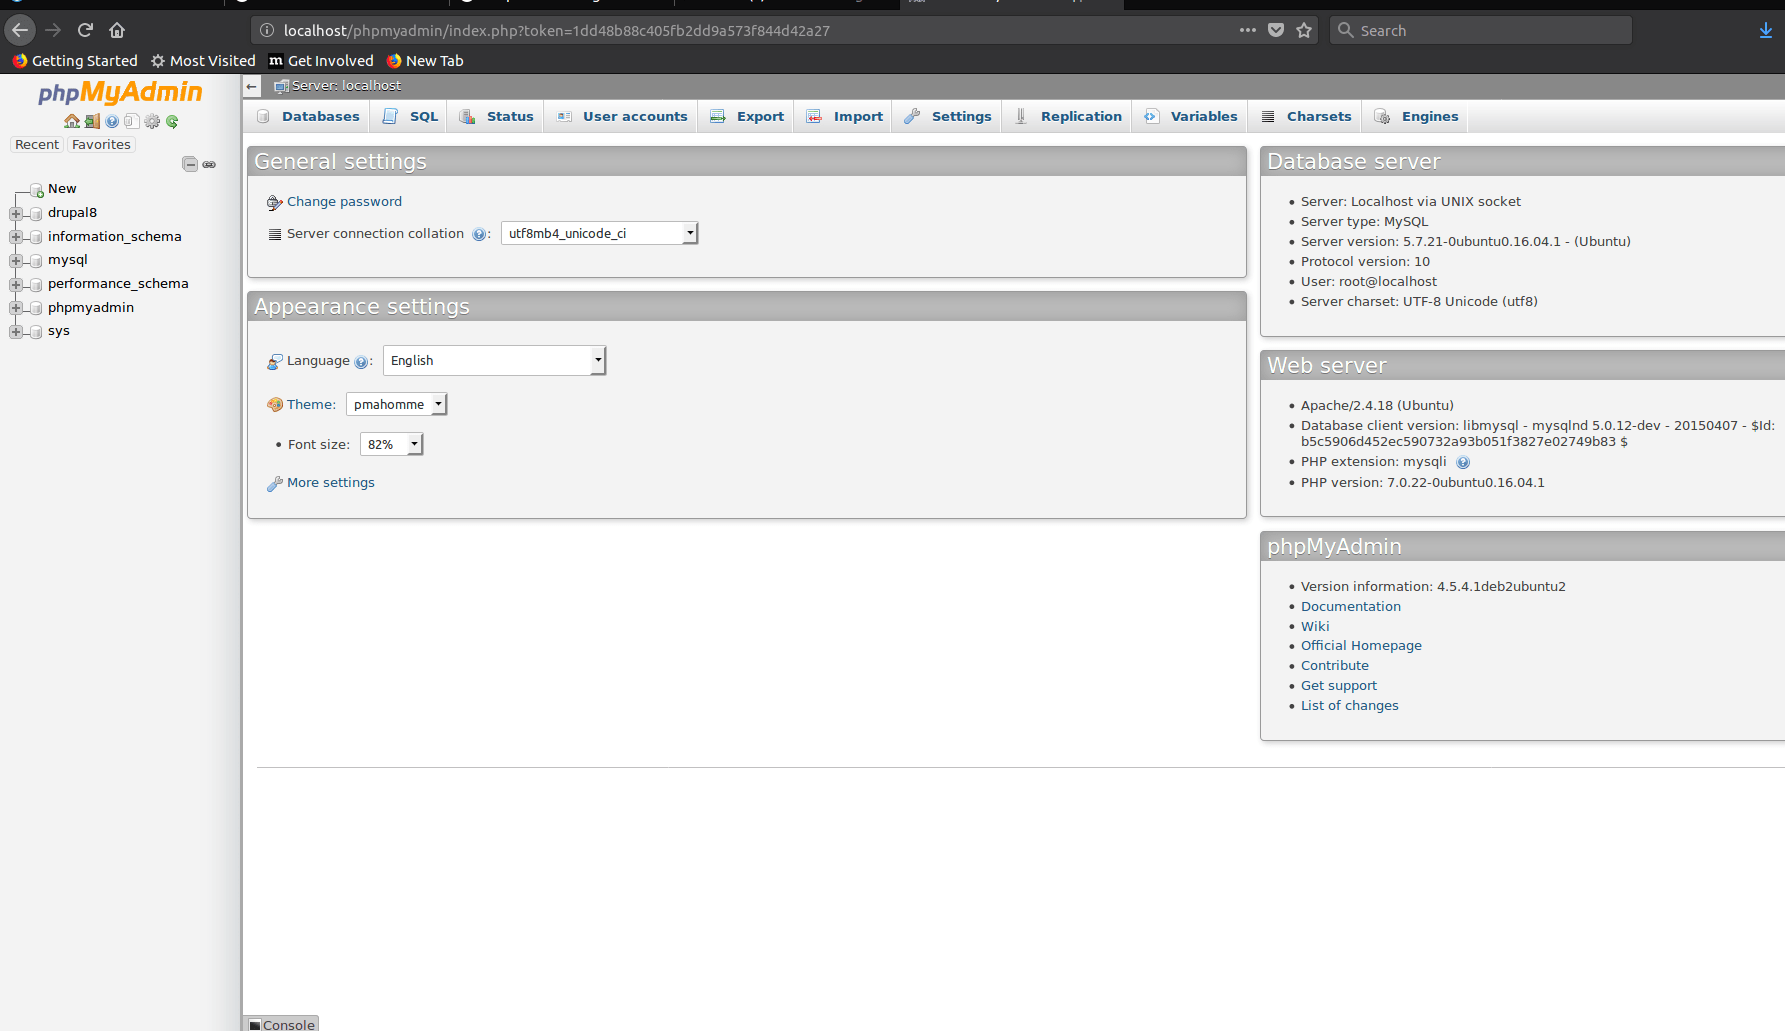 localhost/phpmyadmin/index.php?token=1dd48b88c405fb2dd9a573f844d42a27
Search
Getting Started
Most Visited
m Get Involved
New Tab
phpMyAdmin
Recent Favorites
New
drupal8
information_schema
mysql
performance_schema
phpmyadmin
sys
Server: localhost
Databases SQL Status User accounts Export Import Settings Replication Variables Charsets Engines
General settings
Change password
Server connection collation : utf8mb4_unicode_ci
Appearance settings
Language : English
Theme: pmahomme
Font size: 82%
More settings
Database server
Server: Localhost via UNIX socket
Server type: MySQL
Server version: 5.7.21-0ubuntu0.16.04.1 - (Ubuntu)
Protocol version: 10
User: root@localhost
Server charset: UTF-8 Unicode (utf8)
Web server
Apache/2.4.18 (Ubuntu)
Database client version: libmysql - mysqlnd 5.0.12-dev - 20150407 - $Id:
b5c5906d452ec590732a93b051f3827e02749b83 $
PHP extension: mysqli
PHP version: 7.0.22-0ubuntu0.16.04.1
phpMyAdmin
Version information: 4.5.4.1deb2ubuntu2
Documentation
Wiki
Official Homepage
Contribute
Get support
List of changes
Console